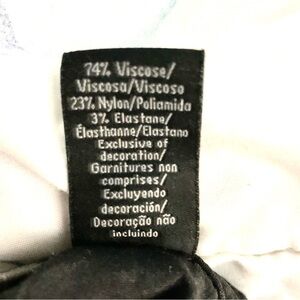 74% Viscose/
Viscosa/Viscoso
23% Nylon/Poliamida
3% Elastane/
Élasthanne/Elastano
Exclusive of
decoration/
Garnitures non
comprises/
Excluyendo
decoración/
Decoração não
incluindo